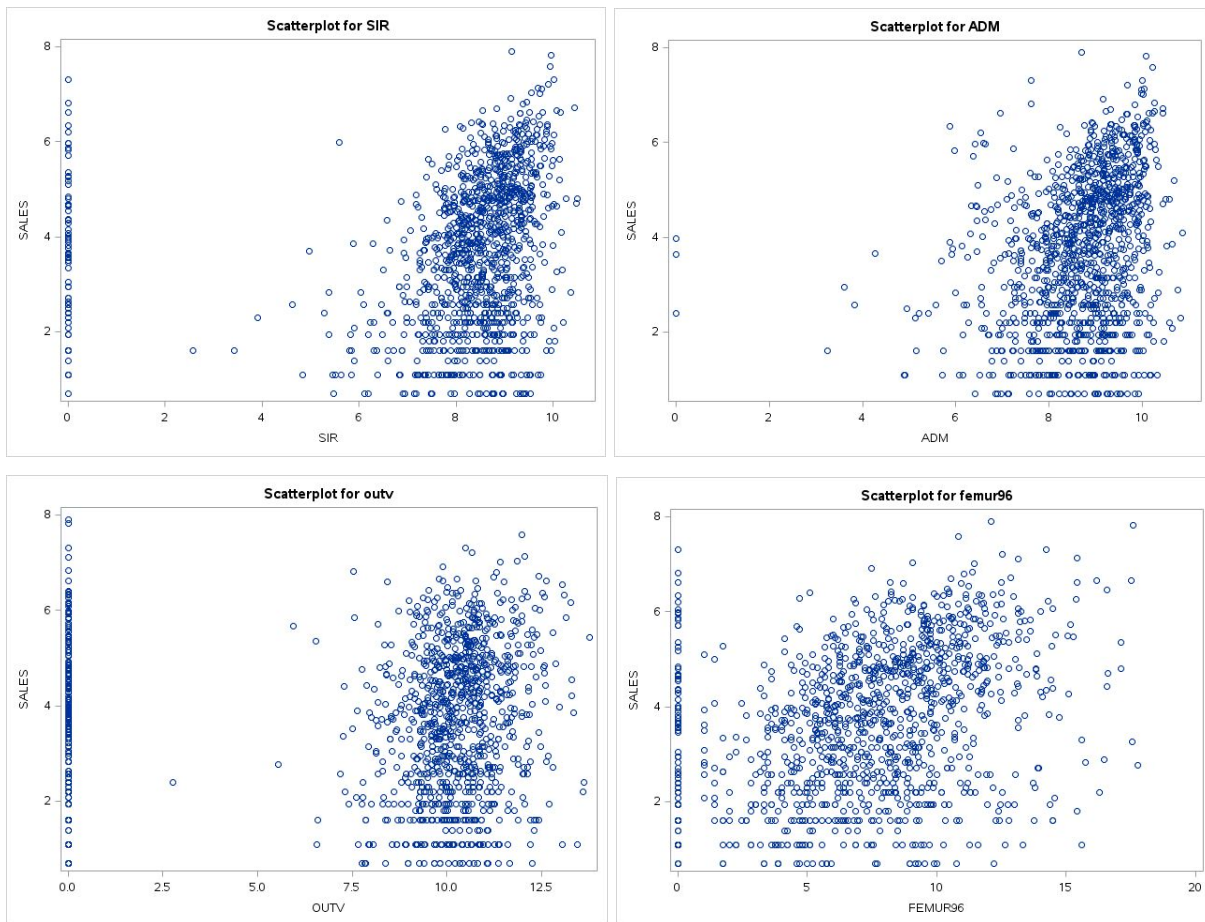 Scatterplot for SIR
8
6
4
2
SALES
0 2 4 6 8 10
SIR
Scatterplot for ADM
8
6
4
2
SALES
0 2 4 6 8 10
ADM
Scatterplot for outv
8
6
4
2
SALES
0.0 2.5 5.0 7.5 10.0 12.5
OUTV
Scatterplot for femur96
8
6
4
2
SALES
0 5 10 15 20
FEMUR96